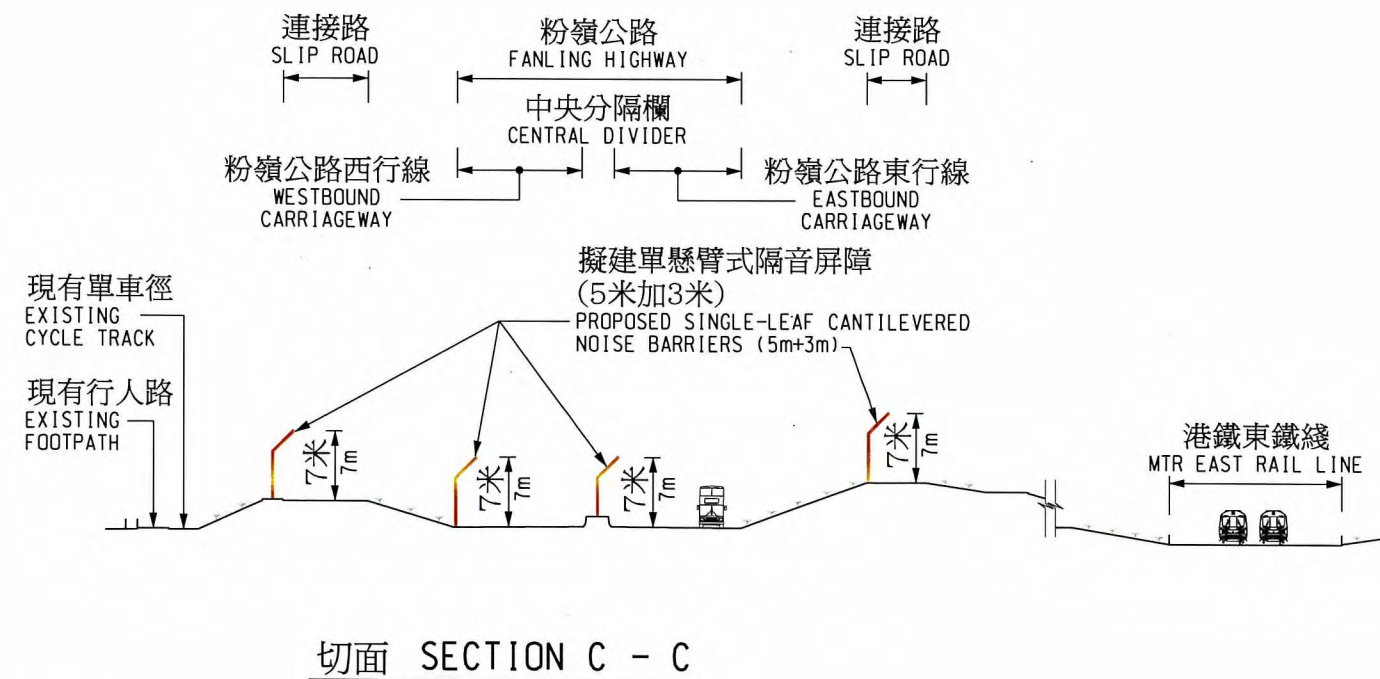 連接路
SLIP ROAD
粉嶺公路
FANLING HIGHWAY
連接路
SLIP ROAD
中央分隔欄
CENTRAL DIVIDER
粉嶺公路西行線
WESTBOUND
CARRIAGEWAY
粉嶺公路東行線
EASTBOUND
CARRIAGEWAY
擬建單懸臂式隔音屏障
(5米加3米)
PROPOSED SINGLE-LEAF CANTILEVERED
NOISE BARRIERS (5m+3m)
現有單車徑
EXISTING
CYCLE TRACK
現有行人路
EXISTING
FOOTPATH
7米
7m
7米
7m
7米
7m
7米
7m
港鐵東鐵綫
MTR EAST RAIL LINE
切面 SECTION C - C